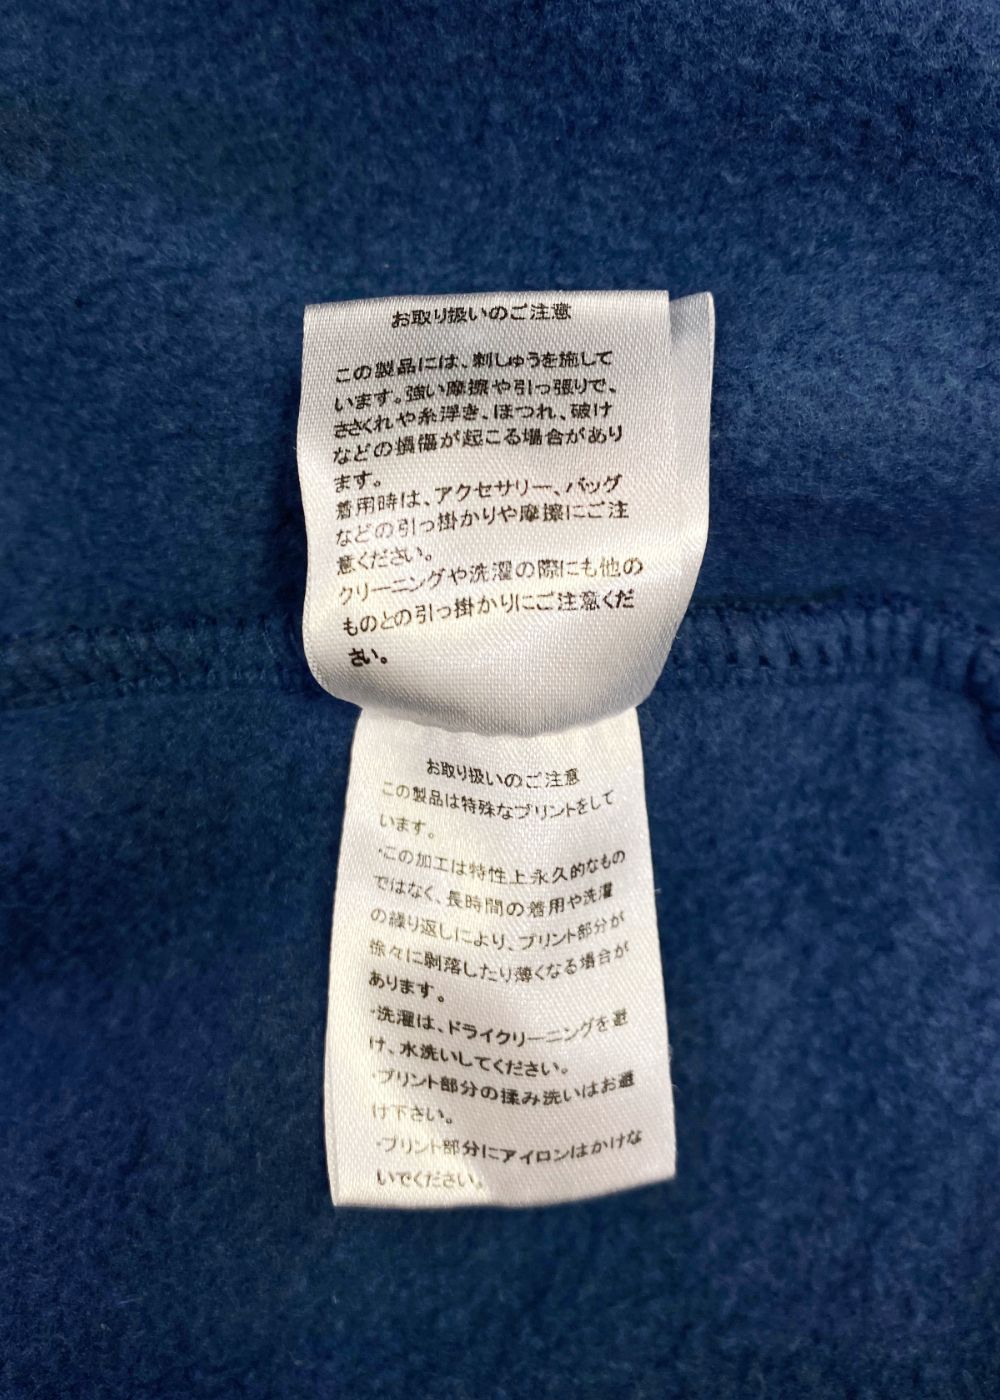 お取り扱いのご注意
この製品には、刺しゅうを施して
います。強い摩擦や引っ張りで、
ささくれや糸浮き、ほつれ、破け
などの損傷が起こる場合があり
ます。
着用時は、アクセサリー、バッグ
などの引っ掛かりや摩擦にご注
意ください。
クリーニングや洗濯の際にも他の
ものとの引っ掛かりにご注意くだ
さい。
お取り扱いのご注意
この製品は特殊なプリントをして
います。
・この加工は特性上永久的なもの
ではなく、長時間の着用や洗濯
の繰り返しにより、プリント部分が
徐々に剥落したり薄くなる場合が
あります。
・洗濯は、ドライクリーニングを避
け、水洗いしてください。
・プリント部分の揉み洗いはお避
け下さい。
・プリント部分にアイロンはかけな
いでください。